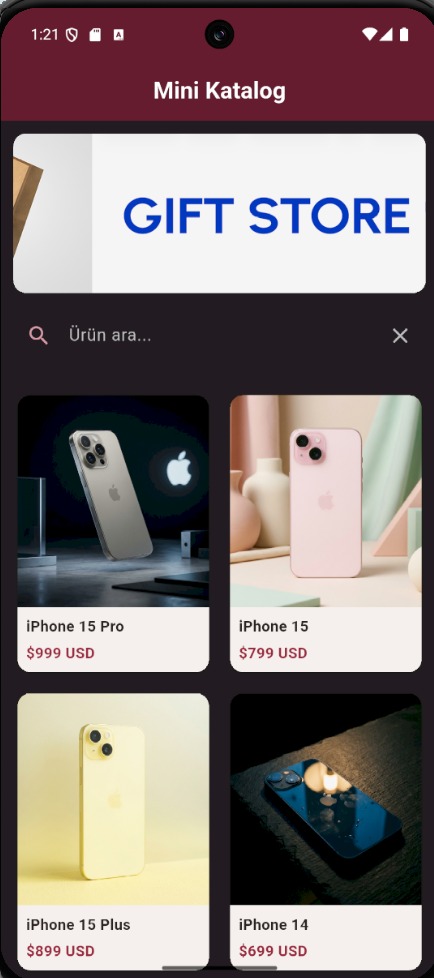 1:21
Mini Katalog
GIFT STORE
Ürün ara...
iPhone 15 Pro
$999 USD
iPhone 15
$799 USD
iPhone 15 Plus
$899 USD
iPhone 14
$699 USD